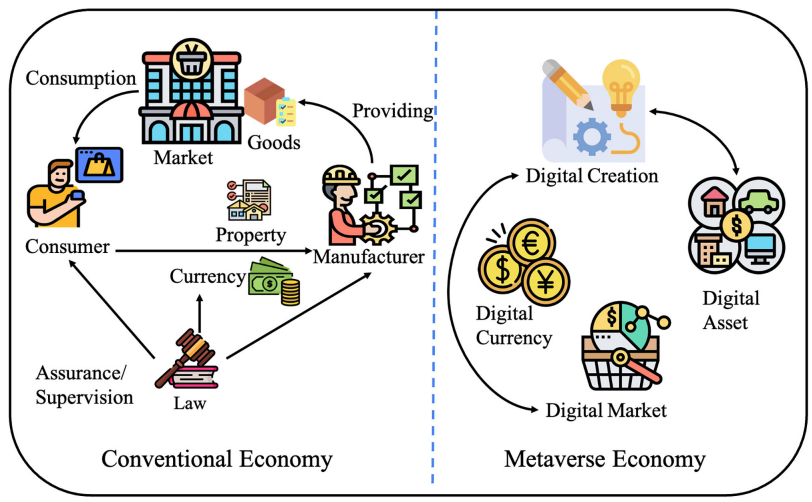 Consumption
Market
Goods
Providing
Consumer
Property
Manufacturer
Currency
Assurance/
Supervision
Law
Conventional Economy
Digital Creation
Digital
Currency
Digital
Asset
Digital Market
Metaverse Economy